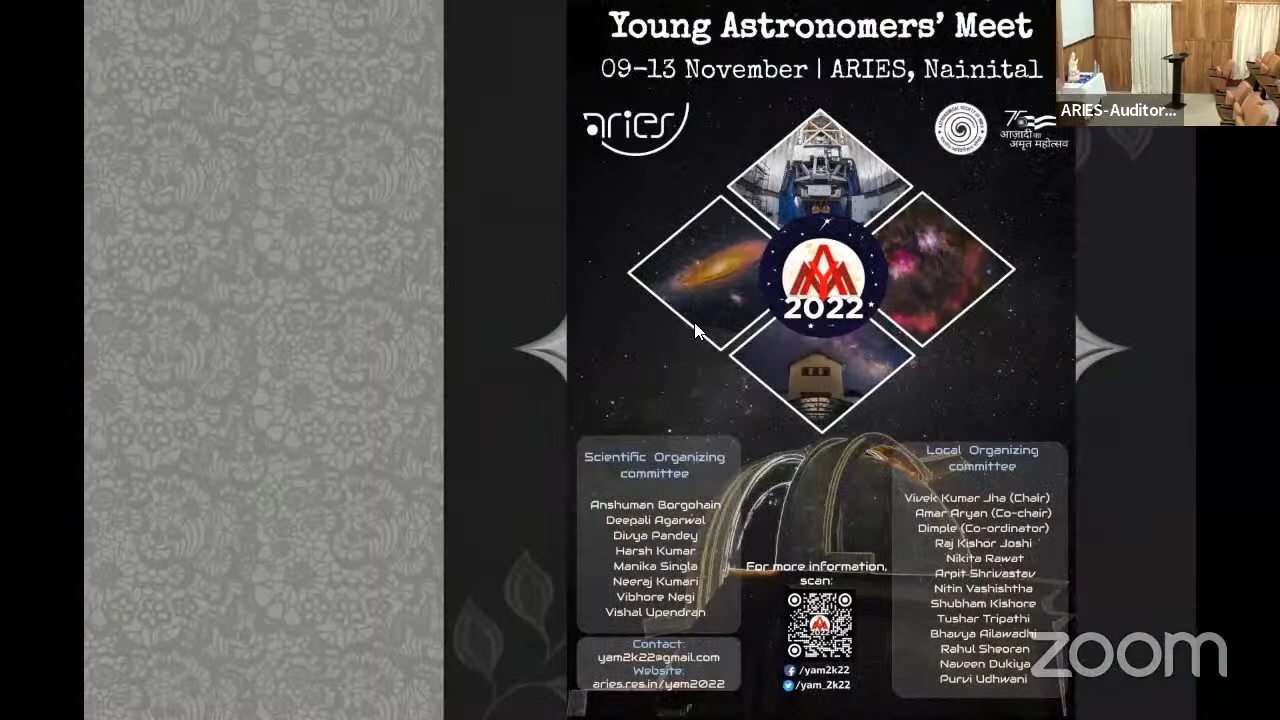 Young Astronomers’ Meet
09–13 November | ARIES, Nainital
ARIES-Auditor...
aries
75
आज़ादी का
अमृत महोत्सव
2022
Scientific Organizing
committee
Anshuman Borgohain
Deepali Agarwal
Divya Pandey
Harsh Kumar
Manika Singla
Neeraj Kumari
Vibhore Negi
Vishal Upendran
Contact:
yam2k22@gmail.com
Website:
aries.res.in/yam2022
For more information,
scan:
2022
/yam2k22
/yam_2k22
Local Organizing
committee
Vivek Kumar Jha (Chair)
Amar Aryan (Co-chair)
Dimple (Co-ordinator)
Raj Kishor Joshi
Nikita Rawat
Arpit Shrivastav
Nitin Vashishtha
Shubham Kishore
Tushar Tripathi
Bhavya Ailawadhi
Rahul Sheoran
Naveen Dukiya
Purvi Udhwani
zoom